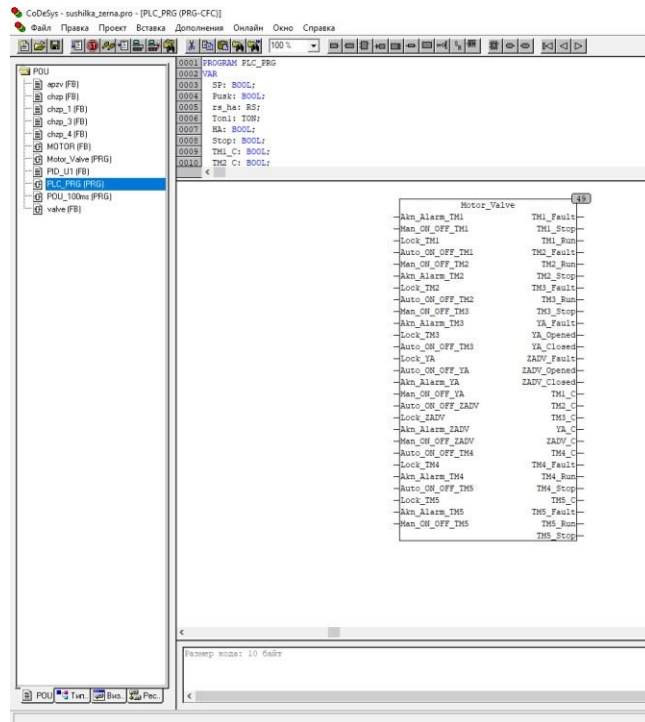 CoDeSys - sushilka_zerna.pro - [PLC_PRG (PRG-CFC)]
Файл Правка Проект Вставка Дополнения Онлайн Окно Справка
100 %
POU
apzv (FB)
chzp (FB)
chzp_1 (FB)
chzp_3 (FB)
chzp_4 (FB)
MOTOR (FB)
Motor_Valve (PRG)
PID_U1 (FB)
PLC_PRG (PRG)
POU_100ms (PRG)
valve (FB)
0001 PROGRAM PLC_PRG
0002 VAR
0003 SP: BOOL;
0004 Pusk: BOOL;
0005 rs_ha: RS;
0006 Ton1: TON;
0007 HA: BOOL;
0008 Stop: BOOL;
0009 TM1_C: BOOL;
0010 TM2 C: BOOL;
49
Motor_Valve
Akn_Alarm_TM1 TM1_Fault
Man_ON_OFF_TM1 TM1_Stop
Lock_TM1 TM1_Run
Auto_ON_OFF_TM1 TM2_Fault
Man_ON_OFF_TM2 TM2_Run
Akn_Alarm_TM2 TM2_Stop
Lock_TM2 TM3_Fault
Auto_ON_OFF_TM2 TM3_Run
Man_ON_OFF_TM3 TM3_Stop
Akn_Alarm_TM3 YA_Fault
Lock_TM3 YA_Opened
Auto_ON_OFF_TM3 YA_Closed
Lock_YA ZADV_Fault
Auto_ON_OFF_YA ZADV_Opened
Akn_Alarm_YA ZADV_Closed
Man_ON_OFF_YA TM1_C
Auto_ON_OFF_ZADV TM2_C
Lock_ZADV TM3_C
Akn_Alarm_ZADV YA_C
Man_ON_OFF_ZADV ZADV_C
Auto_ON_OFF_TM4 TM4_C
Lock_TM4 TM4_Fault
Akn_Alarm_TM4 TM4_Run
Auto_ON_OFF_TM5 TM4_Stop
Lock_TM5 TM5_C
Akn_Alarm_TM5 TM5_Fault
Man_ON_OFF_TM5 TM5_Run
TM5_Stop
Размер кода: 10 байт
POU Тип.. Виз.. Рес..